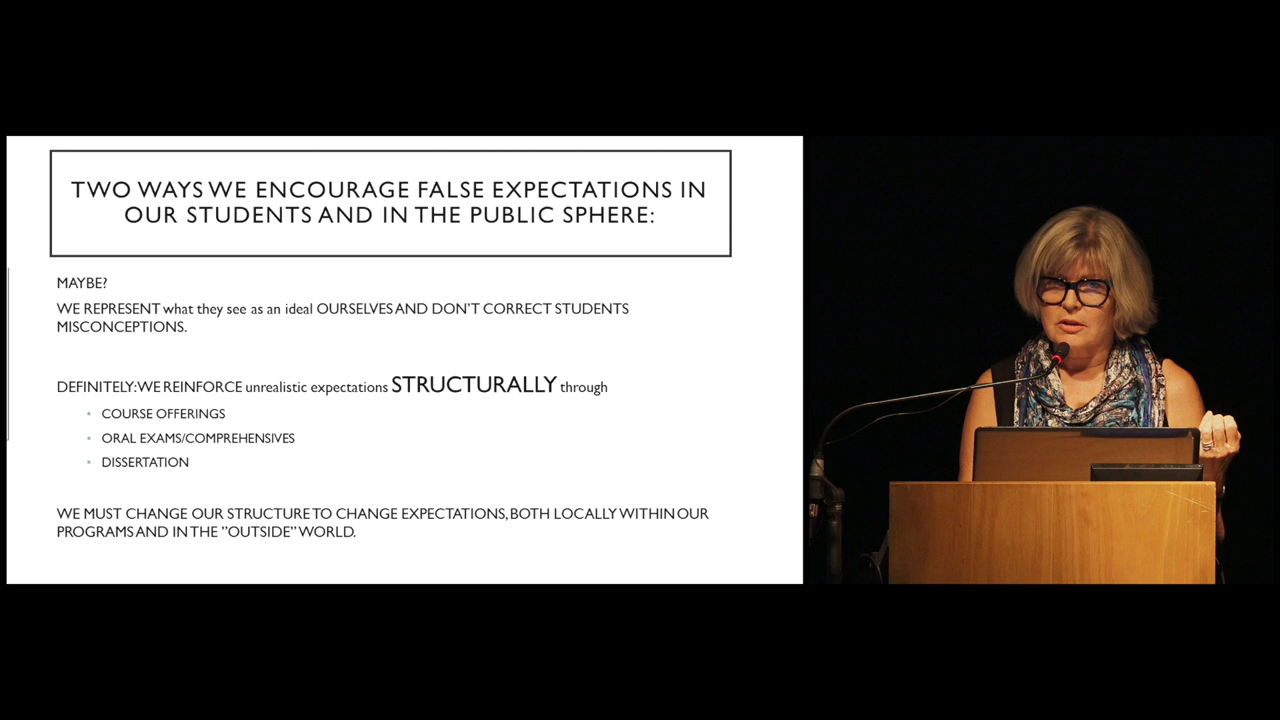 TWO WAYS WE ENCOURAGE FALSE EXPECTATIONS IN
OUR STUDENTS AND IN THE PUBLIC SPHERE:
MAYBE?
WE REPRESENT what they see as an ideal OURSELVES AND DON'T CORRECT STUDENTS
MISCONCEPTIONS.
DEFINITELY: WE REINFORCE unrealistic expectations STRUCTURALLY through
• COURSE OFFERINGS
• ORAL EXAMS/COMPREHENSIVES
• DISSERTATION
WE MUST CHANGE OUR STRUCTURE TO CHANGE EXPECTATIONS, BOTH LOCALLY WITHIN OUR
PROGRAMS AND IN THE "OUTSIDE" WORLD.